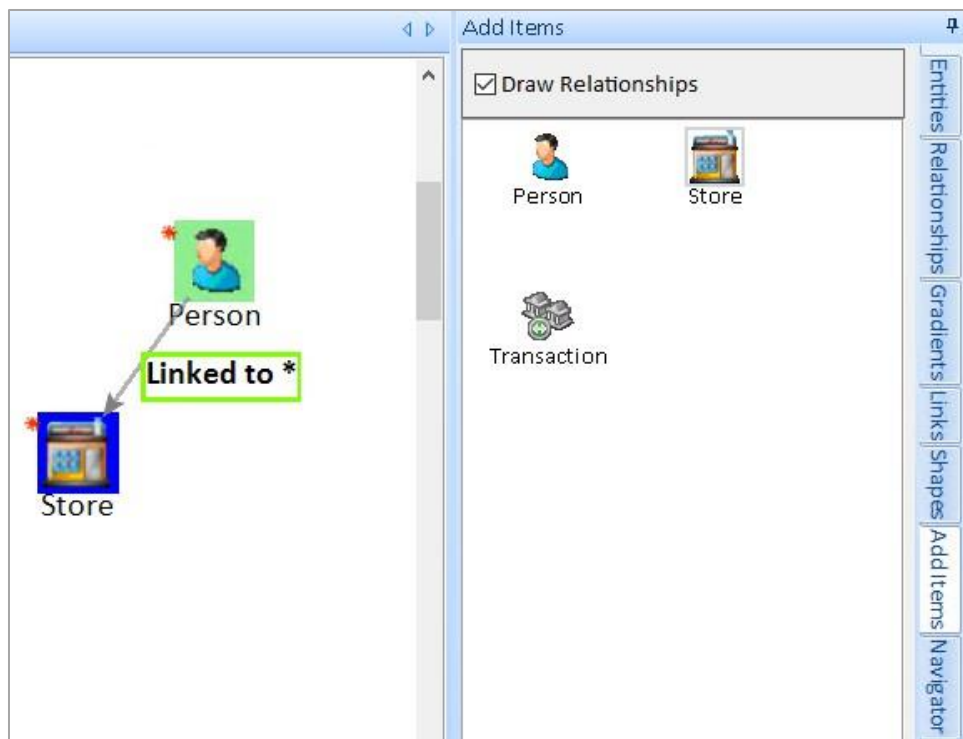 Add Items
Draw Relationships
Person
Store
Transaction
Person
Linked to *
Store
Entities
Relationships
Gradients
Links
Shapes
Add Items
Navigator